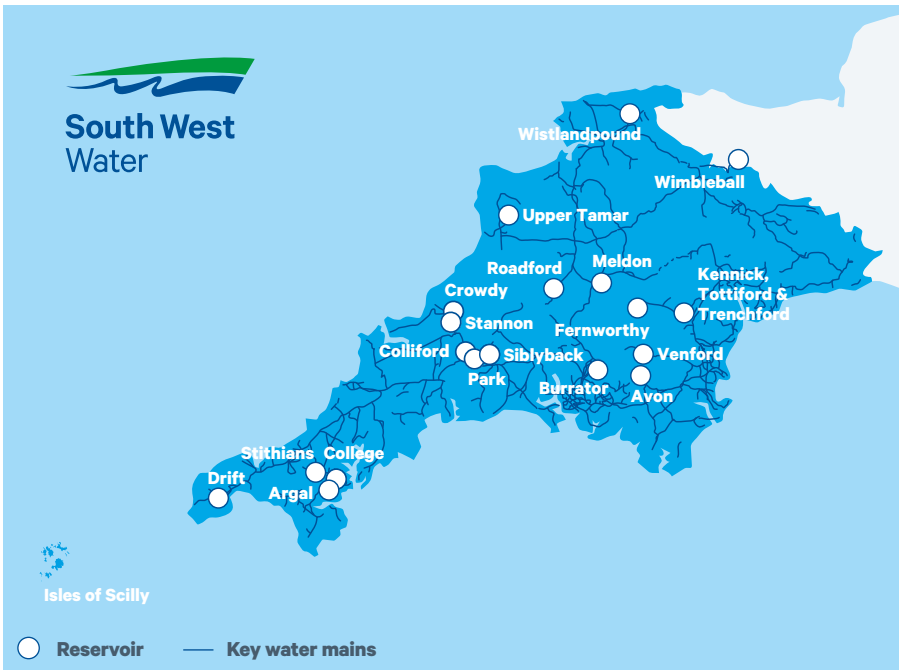 South West
Water
Wistlandpound
Wimbleball
Upper Tamar
Roadford
Meldon
Kennick,
Tottiford &
Trenchford
Crowdy
Stannon
Fernworthy
Colliford
Siblyback
Venford
Park
Burrator
Avon
Stithians
College
Drift
Argal
Isles of Scilly
Reservoir
Key water mains